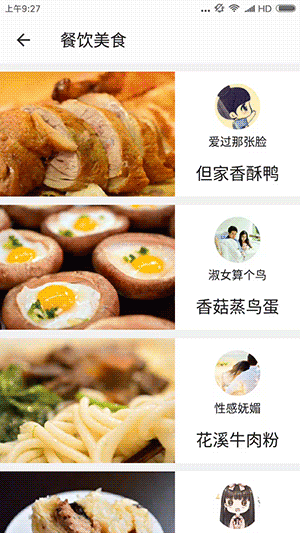 上午9:27
... HD
餐饮美食
爱过那张脸
但家香酥鸭
淑女算个鸟
香菇蒸鸟蛋
性感妩媚
花溪牛肉粉